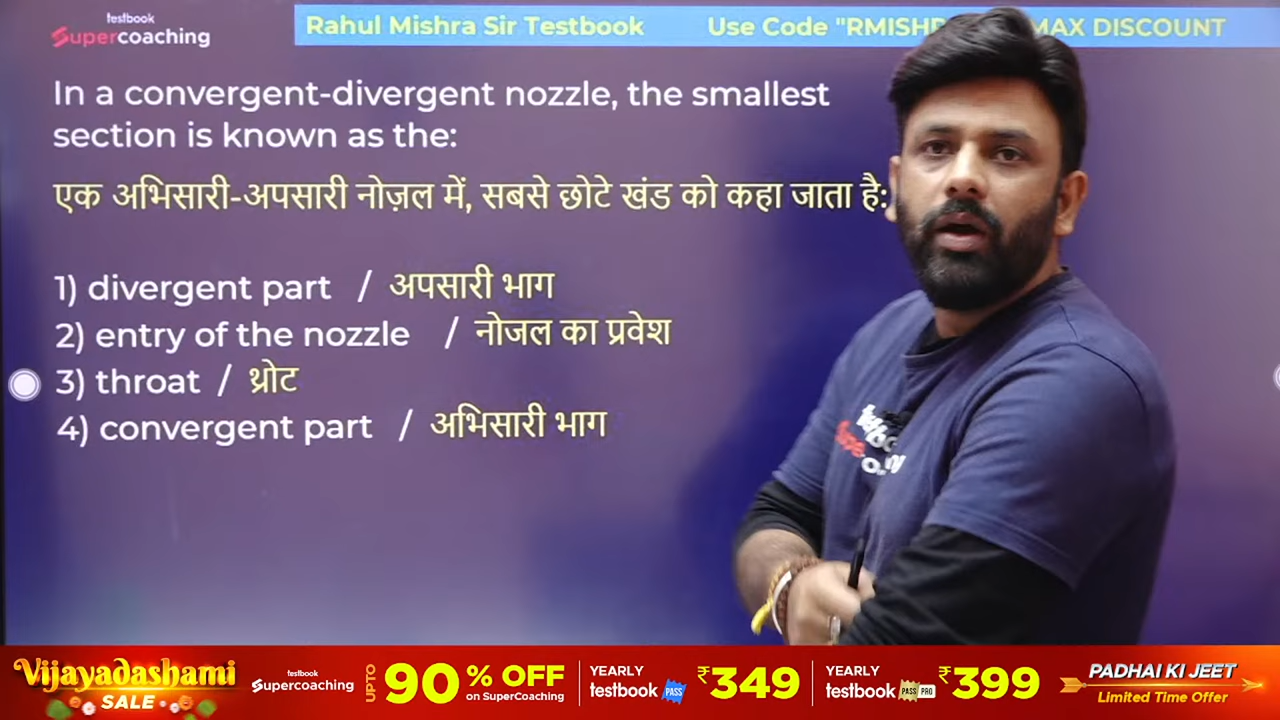 testbook
Supercoaching
Rahul Mishra Sir Testbook Use Code "RMISHR MAX DISCOUNT
In a convergent-divergent nozzle, the smallest
section is known as the:
एक अभिसारी-अपसारी नोज़ल में, सबसे छोटे खंड को कहा जाता है:
1) divergent part / अपसारी भाग
2) entry of the nozzle / नोजल का प्रवेश
3) throat / थ्रोट
4) convergent part / अभिसारी भाग
Vijayadashami
SALE
testbook
Supercoaching
UPTO 90% OFF
on SuperCoaching
YEARLY
testbook PASS
₹349
YEARLY
testbook PASS PRO
₹399
PADHAI KI JEET
Limited Time Offer